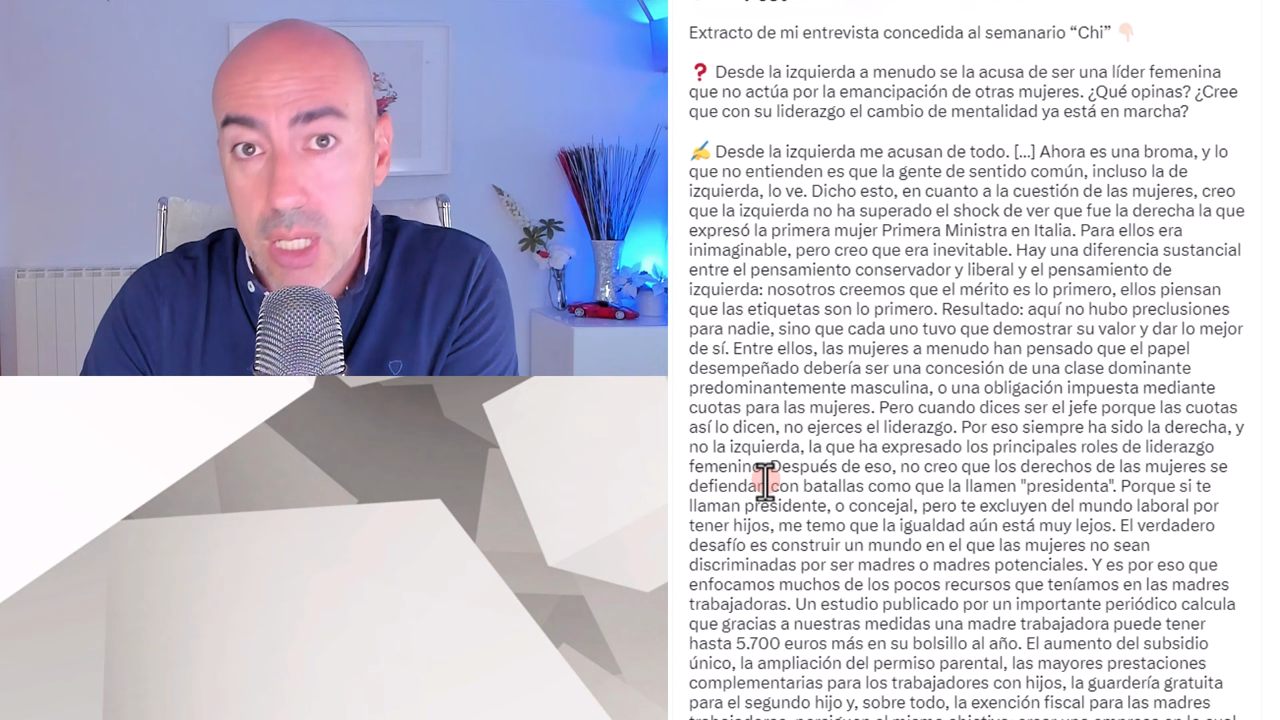 Extracto de mi entrevista concedida al semanario “Chi” 👇🏻
❓ Desde la izquierda a menudo se la acusa de ser una líder femenina
que no actúa por la emancipación de otras mujeres. ¿Qué opinas? ¿Cree
que con su liderazgo el cambio de mentalidad ya está en marcha?
✍️ Desde la izquierda me acusan de todo. [...] Ahora es una broma, y lo
que no entienden es que la gente de sentido común, incluso la de
izquierda, lo ve. Dicho esto, en cuanto a la cuestión de las mujeres, creo
que la izquierda no ha superado el shock de ver que fue la derecha la que
expresó la primera mujer Primera Ministra en Italia. Para ellos era
inimaginable, pero creo que era inevitable. Hay una diferencia sustancial
entre el pensamiento conservador y liberal y el pensamiento de
izquierda: nosotros creemos que el mérito es lo primero, ellos piensan
que las etiquetas son lo primero. Resultado: aquí no hubo preclusiones
para nadie, sino que cada uno tuvo que demostrar su valor y dar lo mejor
de sí. Entre ellos, las mujeres a menudo han pensado que el papel
desempeñado debería ser una concesión de una clase dominante
predominantemente masculina, o una obligación impuesta mediante
cuotas para las mujeres. Pero cuando dices ser el jefe porque las cuotas
así lo dicen, no ejerces el liderazgo. Por eso siempre ha sido la derecha, y
no la izquierda, la que ha expresado los principales roles de liderazgo
femenino. Después de eso, no creo que los derechos de las mujeres se
defiendan con batallas como que la llamen "presidenta". Porque si te
llaman presidente, o concejal, pero te excluyen del mundo laboral por
tener hijos, me temo que la igualdad aún está muy lejos. El verdadero
desafío es construir un mundo en el que las mujeres no sean
discriminadas por ser madres o madres potenciales. Y es por eso que
enfocamos muchos de los pocos recursos que teníamos en las madres
trabajadoras. Un estudio publicado por un importante periódico calcula
que gracias a nuestras medidas una madre trabajadora puede tener
hasta 5.700 euros más en su bolsillo al año. El aumento del subsidio
único, la ampliación del permiso parental, las mayores prestaciones
complementarias para los trabajadores con hijos, la guardería gratuita
para el segundo hijo y, sobre todo, la exención fiscal para las madres